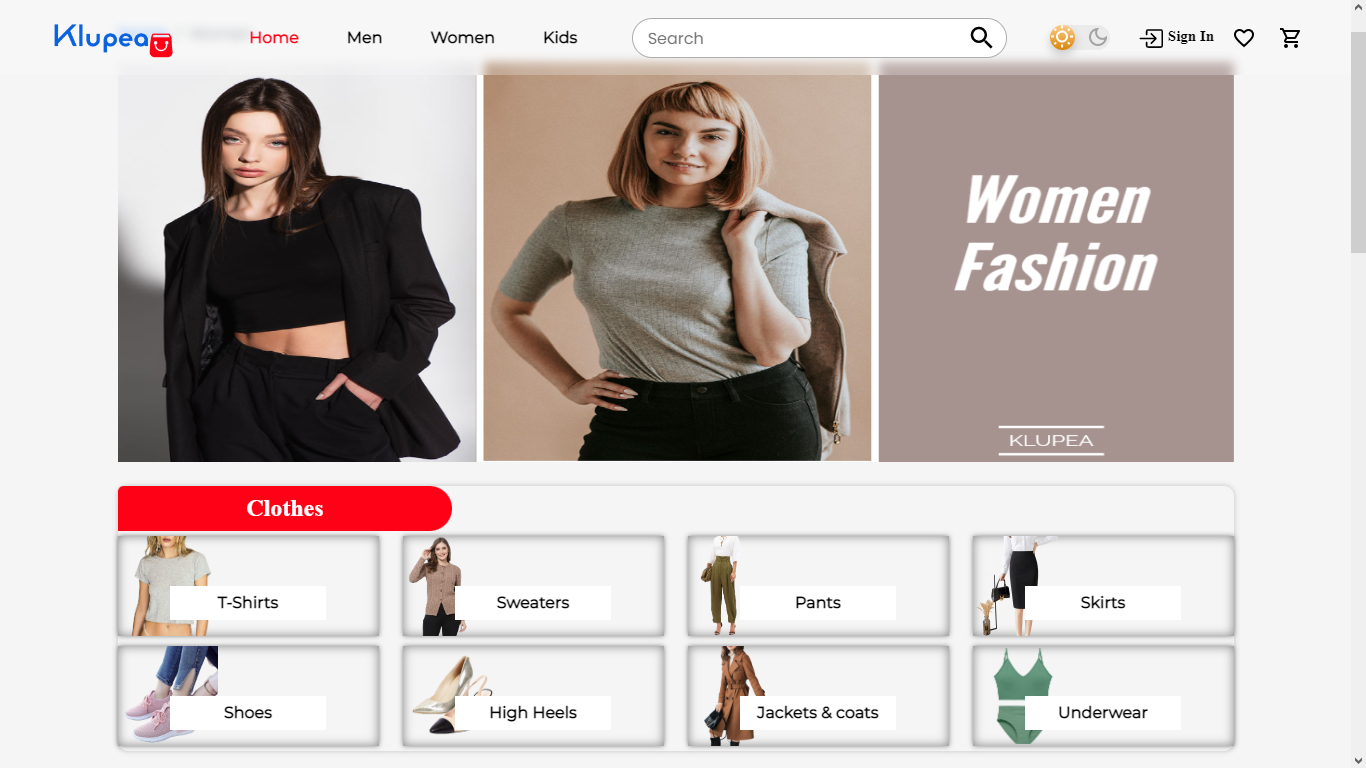 Klupea
Home
Men
Women
Kids
Search
Sign In
Women
Fashion
KLUPEA
Clothes
T-Shirts
Sweaters
Pants
Skirts
Shoes
High Heels
Jackets & coats
Underwear